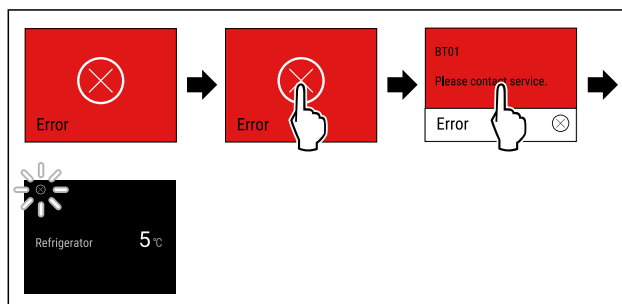 Error
Error
BT01
Please contact service.
Error
Refrigerator 5 °C